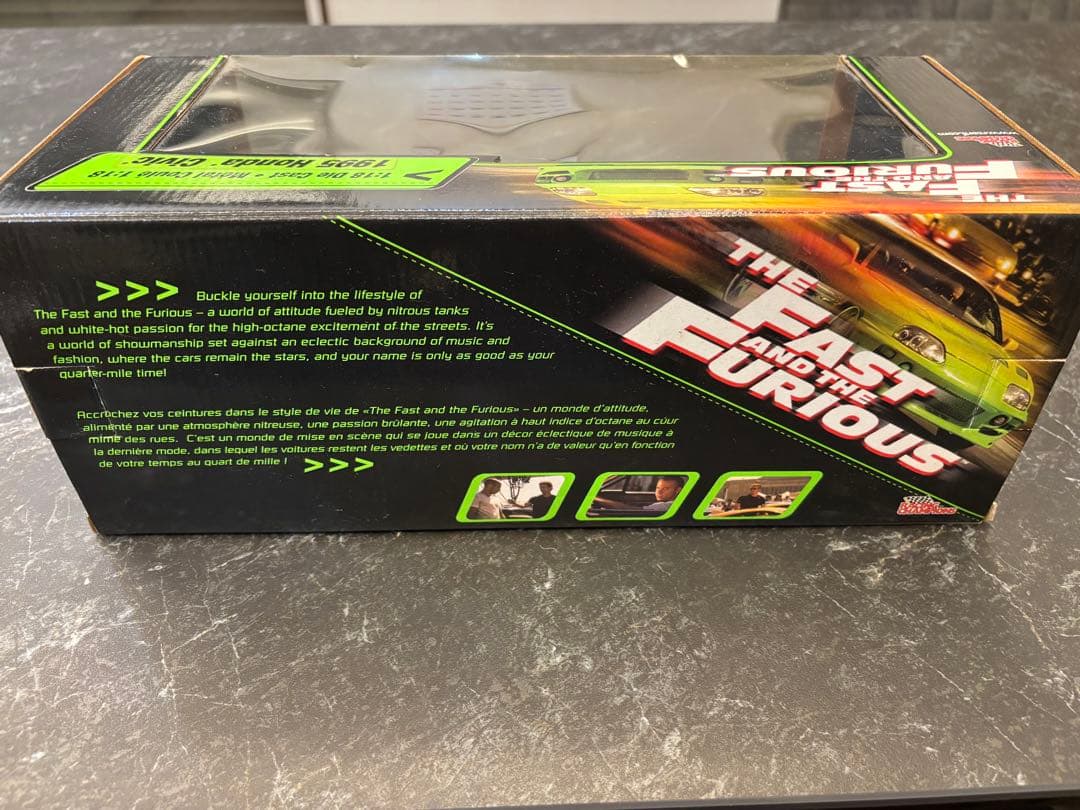 www.rcertl.com
1:18 Die Cast • Métal Coulé 1:18
1995 Honda® Civic™
THE
FAST
AND THE
FURIOUS
>>> Buckle yourself into the lifestyle of
The Fast and the Furious – a world of attitude fueled by nitrous tanks
and white-hot passion for the high-octane excitement of the streets. It's
a world of showmanship set against an eclectic background of music and
fashion, where the cars remain the stars, and your name is only as good as your
quarter-mile time!
Accrochez vos ceintures dans le style de vie de «The Fast and the Furious» – un monde d'attitude,
alimenté par une atmosphère nitreuse, une passion brûlante, une agitation à haut indice d'octane au cúur
mime des rues. C'est un monde de mise en scène qui se joue dans un décor éclectique de musique à
la dernière mode, dans lequel les voitures restent les vedettes et où votre nom n'a de valeur qu'en fonction
de votre temps au quart de mille ! >>>
THE
FAST
AND THE
FURIOUS